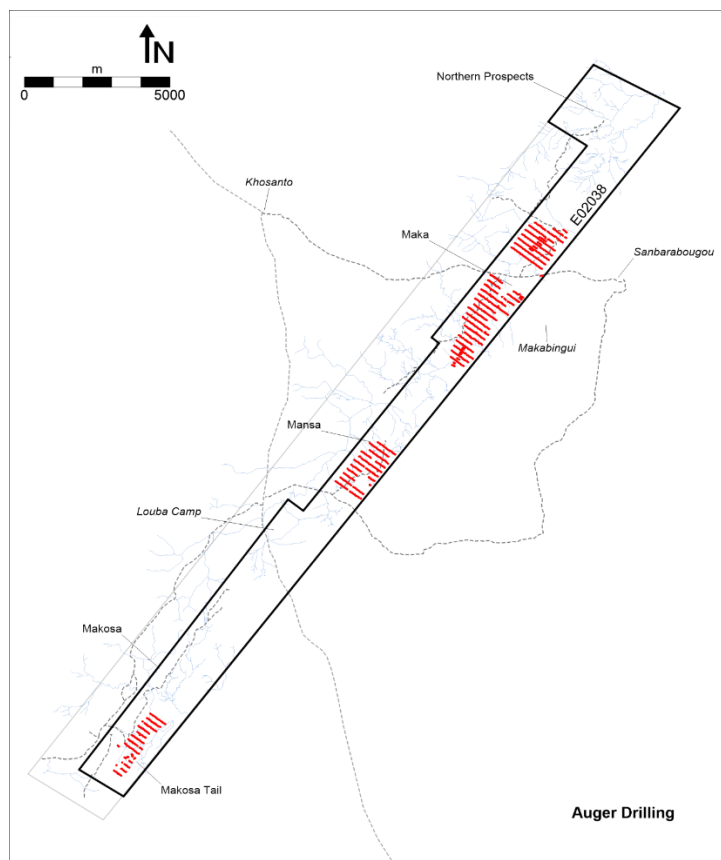 N
m
0 5000
Northern Prospects
Khosanto
E02038
Maka
Sanbarabougou
Makabingui
Mansa
Louba Camp
Makosa
Makosa Tail
Auger Drilling